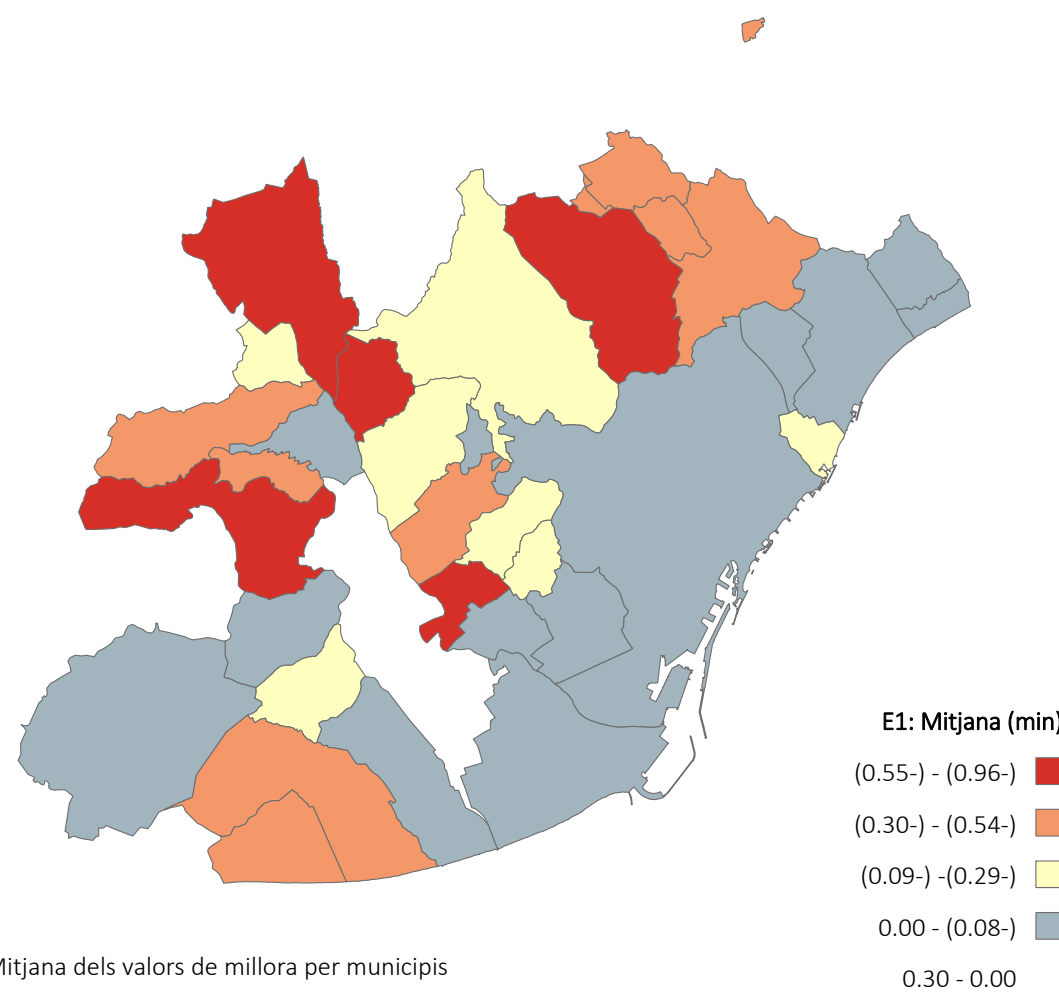 E1: Mitjana (min)
(0.55-) - (0.96-)
(0.30-) - (0.54-)
(0.09-) -(0.29-)
0.00 - (0.08-)
Mitjana dels valors de millora per municipis
0.30 - 0.00